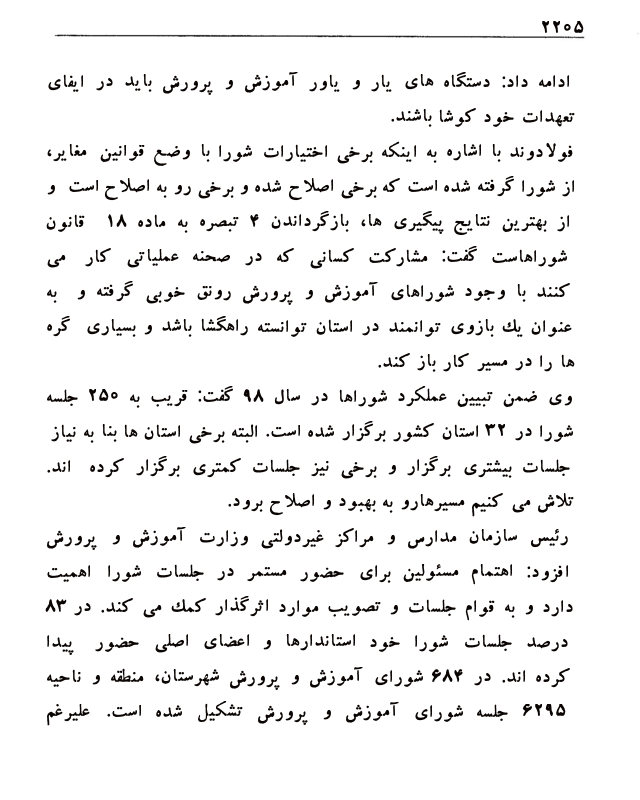 ۲۲۰۵
ادامه داد: دستگاه های یار و یاور آموزش و پرورش باید در ایفای
تعهدات خود کوشا باشند.
فولادوند با اشاره به اینکه برخی اختیارات شورا با وضع قوانین مغایر،
از شورا گرفته شده است که برخی اصلاح شده و برخی رو به اصلاح است و
از بهترین نتایج پیگیری ها، بازگرداندن ۴ تبصره به ماده ۱۸ قانون
شوراهاست گفت: مشارکت کسانی که در صحنه عملیاتی کار می
کنند با وجود شوراهای آموزش و پرورش رونق خوبی گرفته و به
عنوان یك بازوی توانمند در استان توانسته راهگشا باشد و بسیاری گره
ها را در مسیر کار باز کند.
وی ضمن تبیین عملکرد شوراها در سال ۹۸ گفت: قریب به ۲۵۰ جلسه
شورا در ۳۲ استان کشور برگزار شده است. البته برخی استان ها بنا به نیاز
جلسات بیشتری برگزار و برخی نیز جلسات کمتری برگزار کرده اند.
تلاش می کنیم مسیرهارو به بهبود و اصلاح برود.
رئیس سازمان مدارس و مراکز غیردولتی وزارت آموزش و پرورش
افزود: اهتمام مسئولین برای حضور مستمر در جلسات شورا اهمیت
دارد و به قوام جلسات و تصویب موارد اثرگذار کمك می کند. در ۸۳
درصد جلسات شورا خود استاندارها و اعضای اصلی حضور پیدا
کرده اند. در ۶۸۴ شورای آموزش و پرورش شهرستان، منطقه و ناحیه
۶۲۹۵ جلسه شورای آموزش و پرورش تشکیل شده است. علیرغم